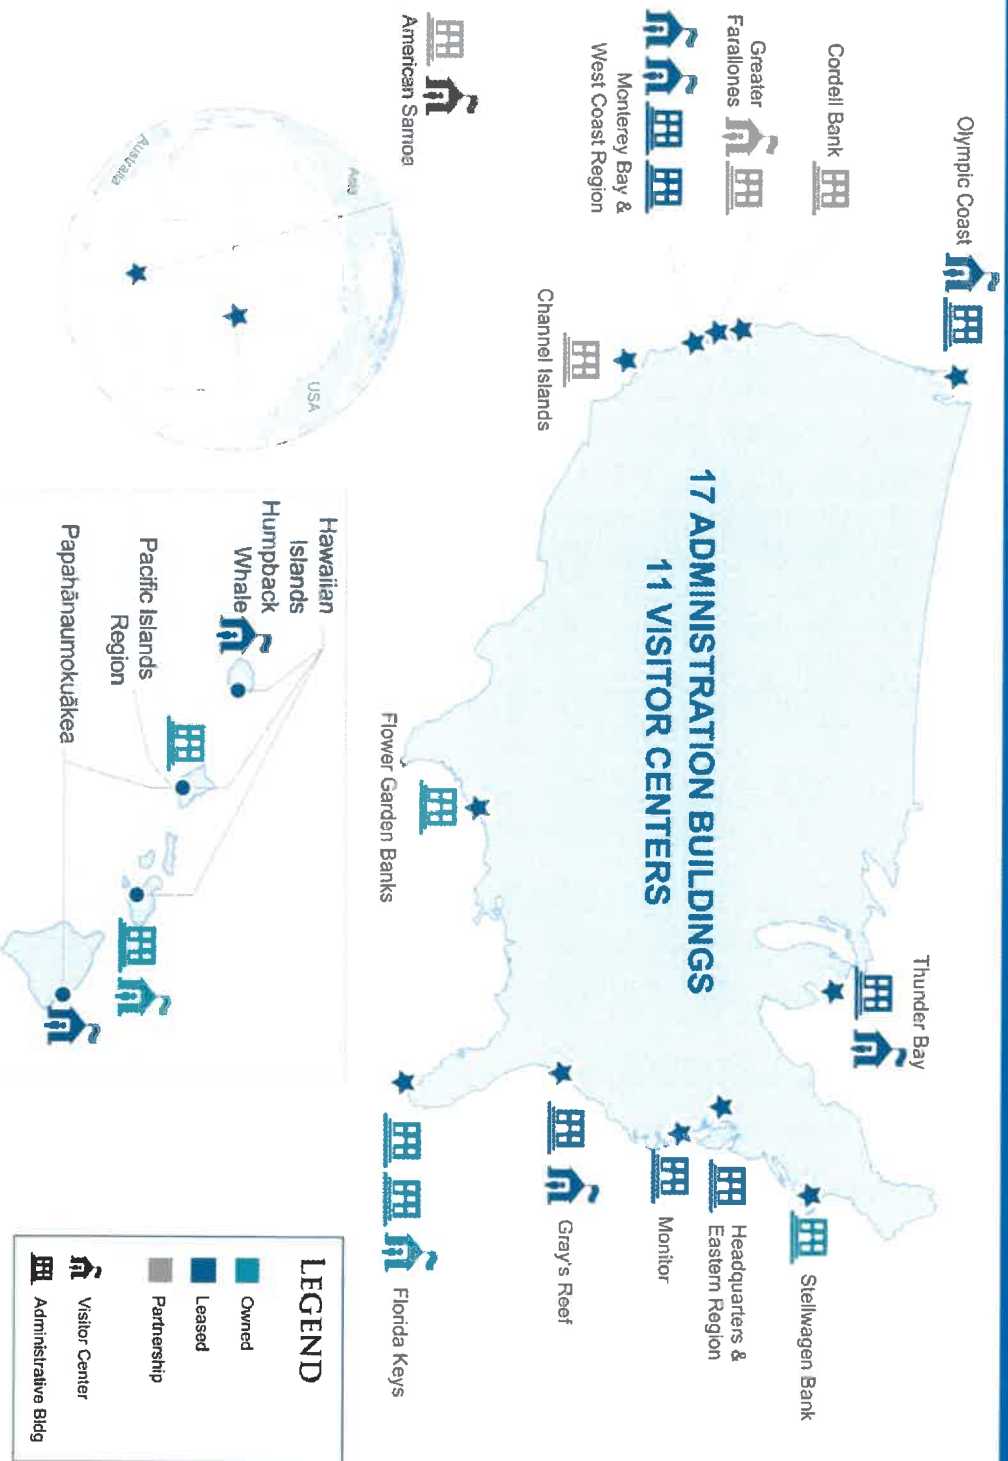 17 ADMINISTRATION BUILDINGS
11 VISITOR CENTERS
Olympic Coast
Cordell Bank
Greater
Farallones
Monterey Bay &
West Coast Region
Channel Islands
American Samoa
Thunder Bay
Stellwagen Bank
Headquarters &
Eastern Region
Monitor
Gray's Reef
Florida Keys
Flower Garden Banks
Asia
Australia
USA
Hawaiian
Islands
Humpback
Whale
Pacific Islands
Region
Papahānaumokuākea
LEGEND
Owned
Leased
Partnership
Visitor Center
Administrative Bldg